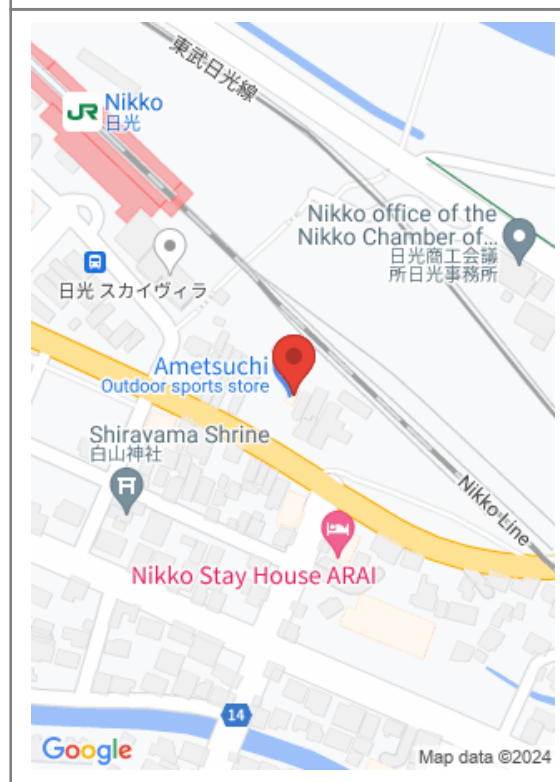 東武日光線
JR
Nikko
日光
Nikko office of the
Nikko Chamber of...
日光商工会議
所日光事務所
日光 スカイヴィラ
Ametsuchi
Outdoor sports store
Shirayama Shrine
白山神社
Nikko Line
Nikko Stay House ARAI
14
Google
Map data ©2024